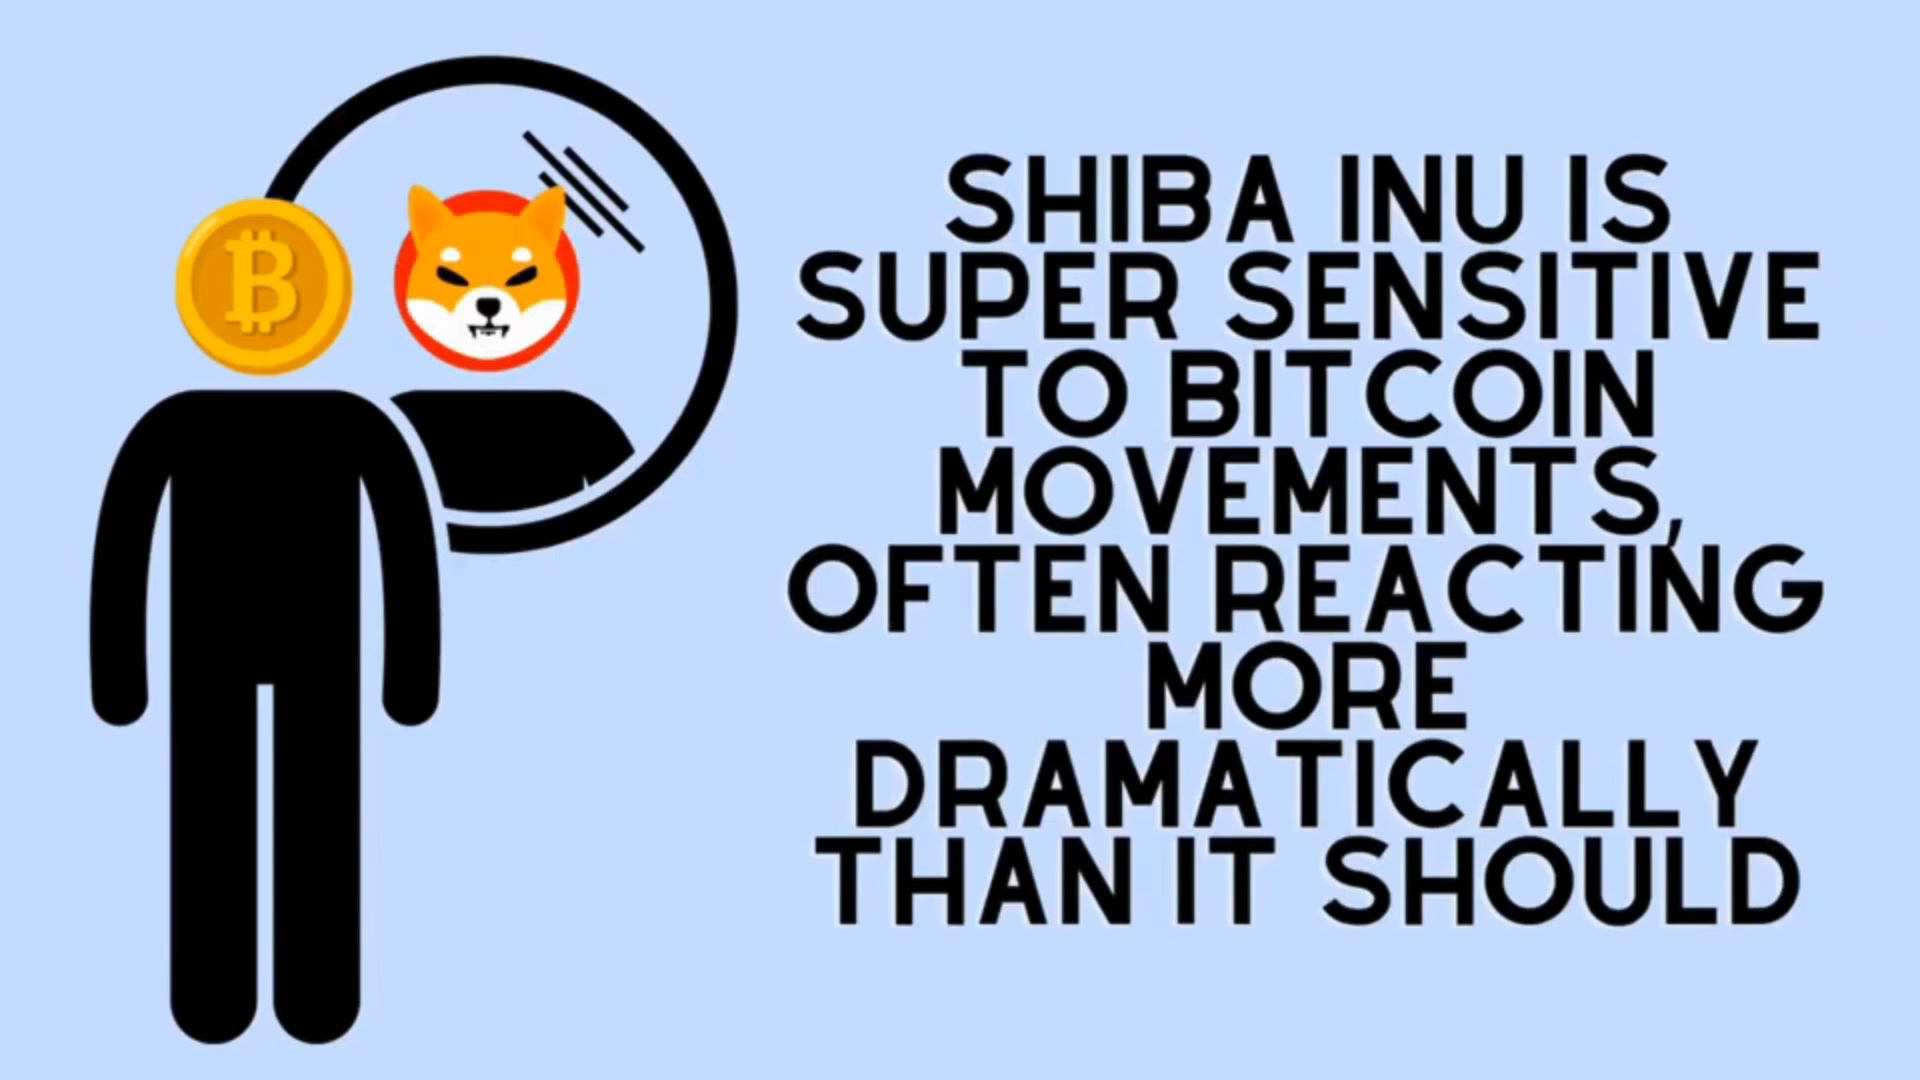 SHIBA INU IS
SUPER SENSITIVE
TO BITCOIN
MOVEMENTS,
OFTEN REACTING
MORE
DRAMATICALLY
THAN IT SHOULD